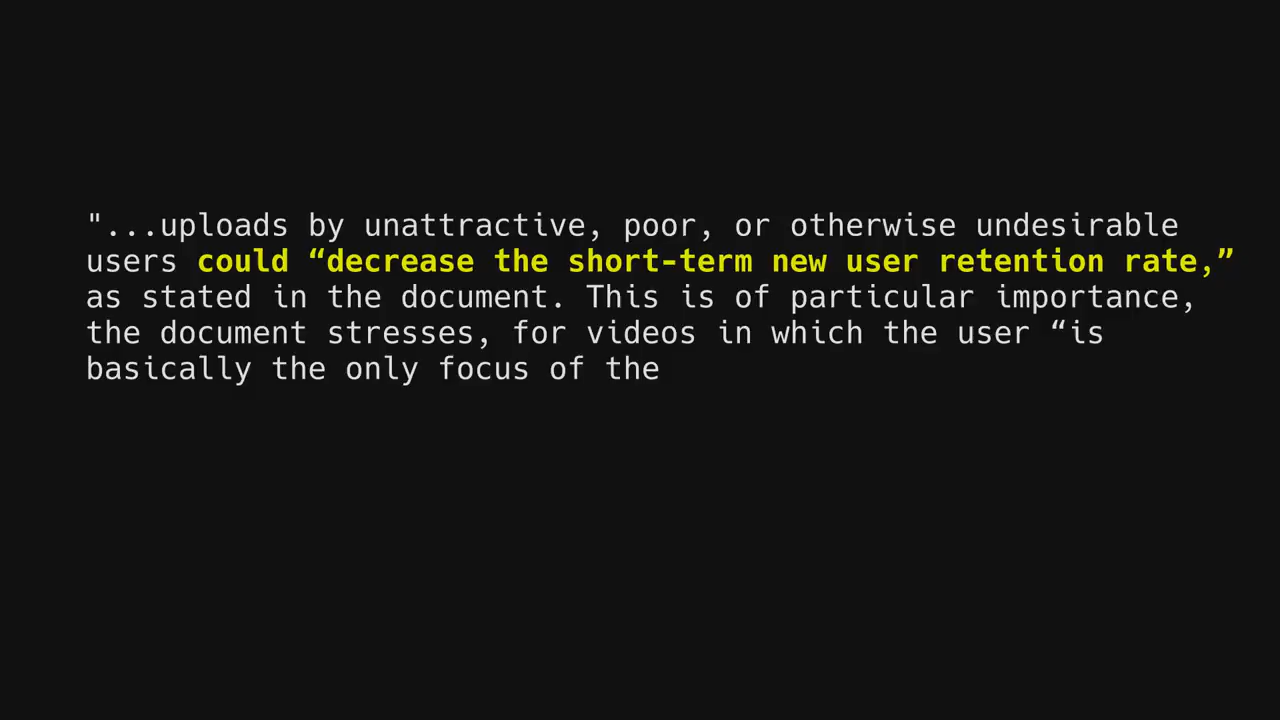 "...uploads by unattractive, poor, or otherwise undesirable
users could “decrease the short-term new user retention rate,”
as stated in the document. This is of particular importance,
the document stresses, for videos in which the user “is
basically the only focus of the